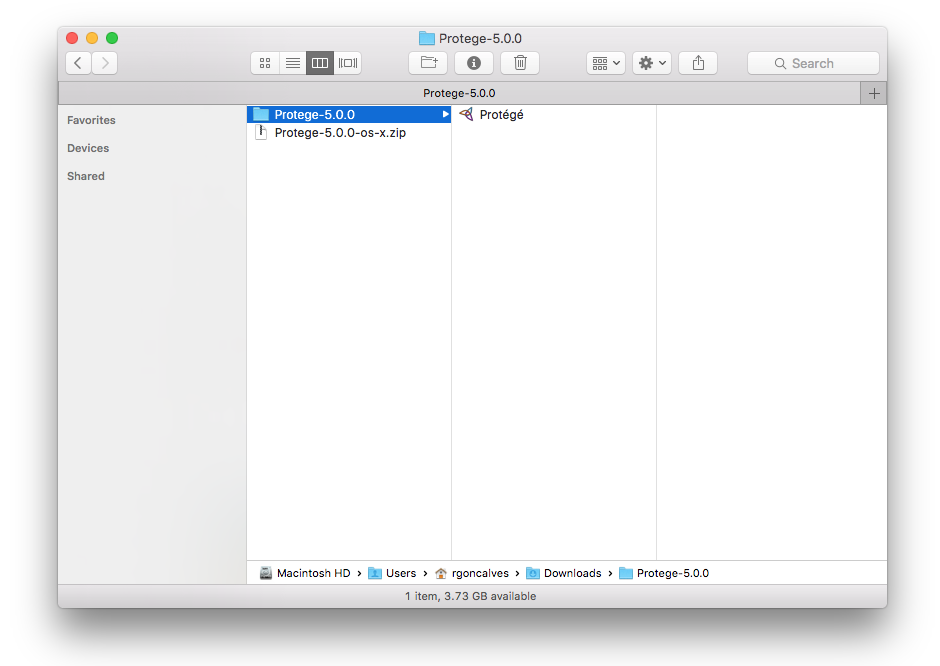 Protege-5.0.0
Search
Protege-5.0.0
Favorites
Devices
Shared
Protege-5.0.0
Protege-5.0.0-os-x.zip
Protégé
Macintosh HD › Users › rgoncalves › Downloads › Protege-5.0.0
1 item, 3.73 GB available